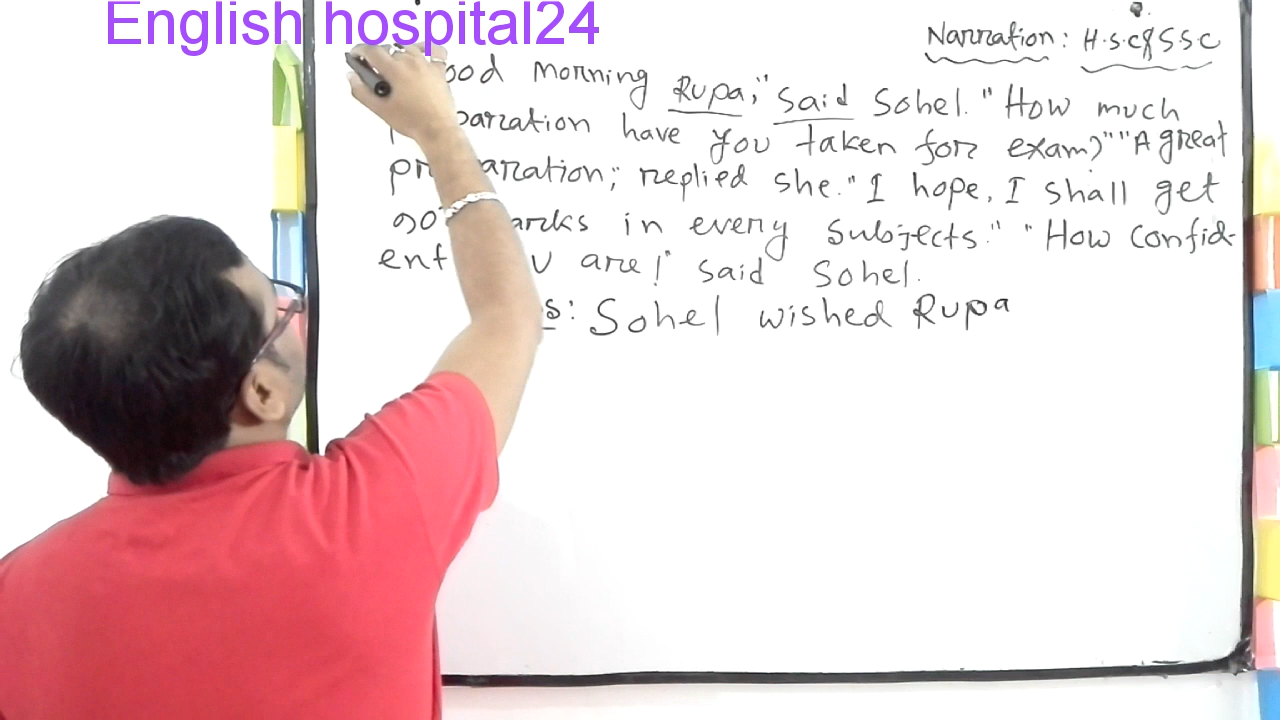 English hospital24
Narration: H.S.C & S.S.C
ood morning Rupa," said Sohel. "How much
paration have you taken for exam?" "A great
pr aration," replied she. "I hope, I shall get
go arks in every subjects." "How confid-
ent u are!" said Sohel.
s: Sohel wished Rupa